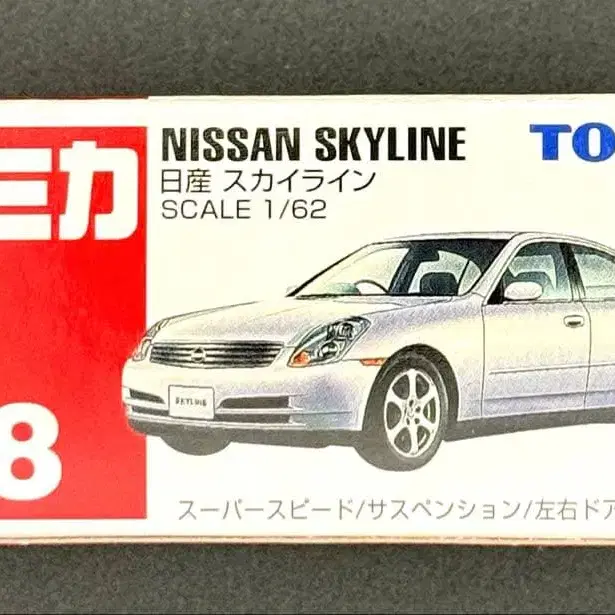 ミカ
NISSAN SKYLINE
TO
日産 スカイライン
SCALE 1/62
SKYLINE
8
スーパースピード/サスペンション/左右ドア